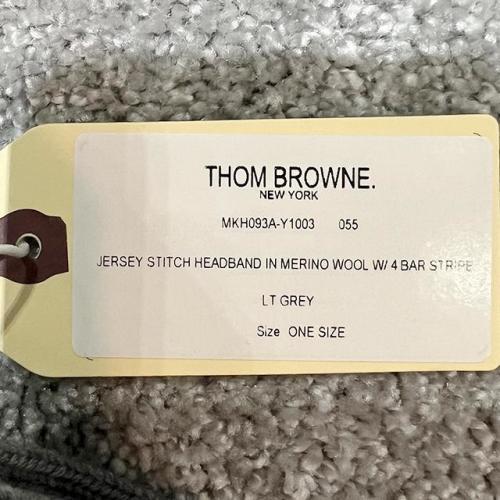 THOM BROWNE.
NEW YORK
MKH093A-Y1003 055
JERSEY STITCH HEADBAND IN MERINO WOOL W/ 4 BAR STRIPE
LT GREY
Size ONE SIZE